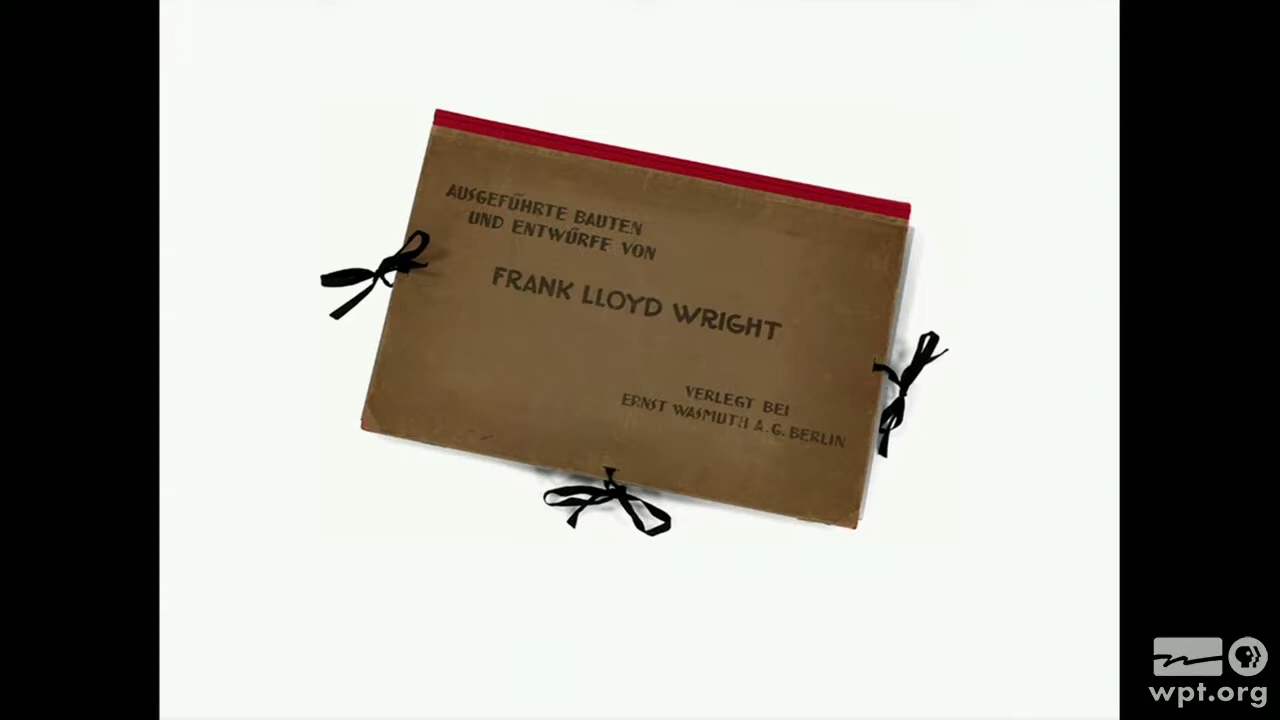 AUSGEFÜHRTE BAUTEN
UND ENTWÜRFE VON
FRANK LLOYD WRIGHT
VERLEGT BEI
ERNST WASMUTH A.G. BERLIN
wpt.org